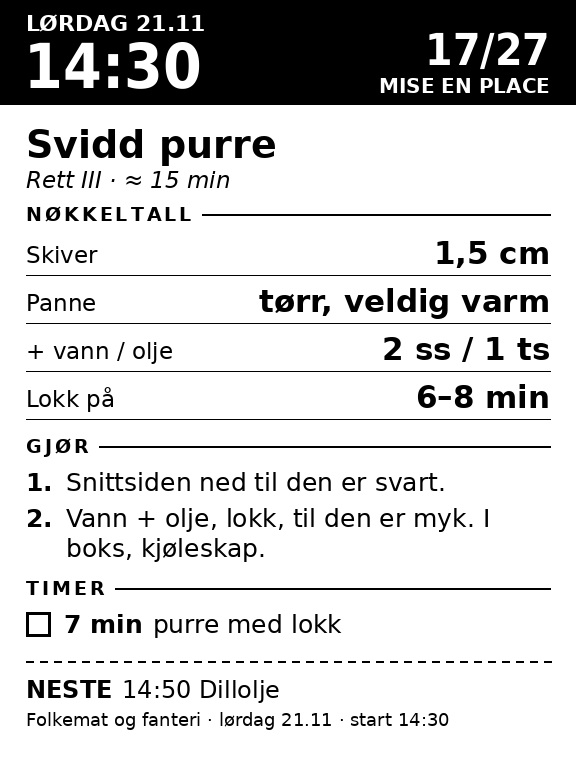 LØRDAG 21.11
14:30
17/27
MISE EN PLACE
Svidd purre
Rett III · ≈ 15 min
NØKKELTALL
Skiver 1,5 cm
Panne tørr, veldig varm
+ vann / olje 2 ss / 1 ts
Lokk på 6–8 min
GJØR
1. Snittsiden ned til den er svart.
2. Vann + olje, lokk, til den er myk. I
boks, kjøleskap.
TIMER
7 min purre med lokk
NESTE 14:50 Dillolje
Folkemat og fanteri · lørdag 21.11 · start 14:30